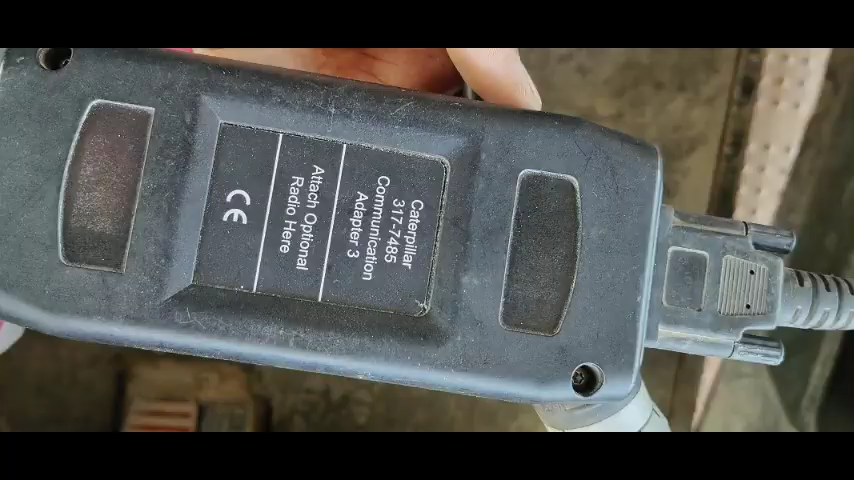 Caterpillar
317-7485
Communication
Adapter 3
Attach Optional
Radio Here
CE